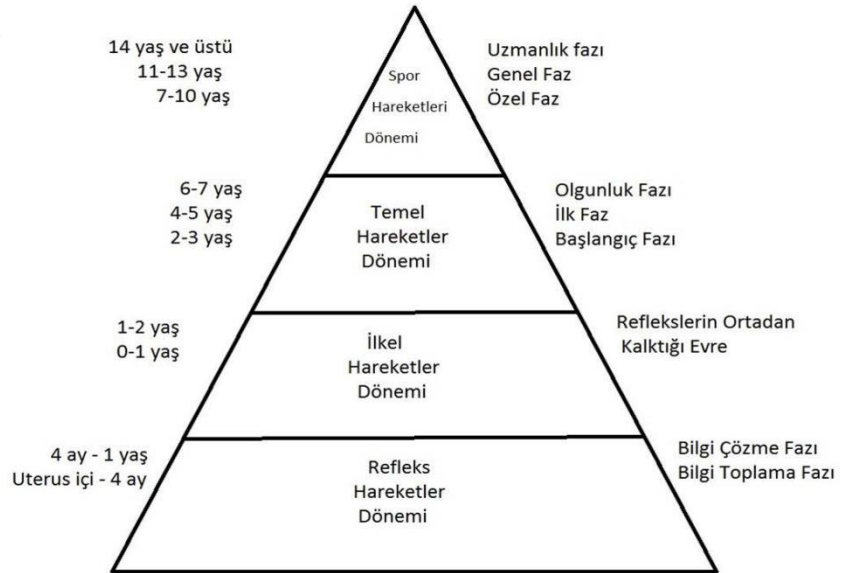 14 yaş ve üstü
11-13 yaş
7-10 yaş
Spor
Hareketleri
Dönemi
Uzmanlık fazı
Genel Faz
Özel Faz
6-7 yaş
4-5 yaş
2-3 yaş
Temel
Hareketler
Dönemi
Olgunluk Fazı
İlk Faz
Başlangıç Fazı
1-2 yaş
0-1 yaş
İlkel
Hareketler
Dönemi
Reflekslerin Ortadan
Kalktığı Evre
4 ay - 1 yaş
Uterus içi - 4 ay
Refleks
Hareketler
Dönemi
Bilgi Çözme Fazı
Bilgi Toplama Fazı